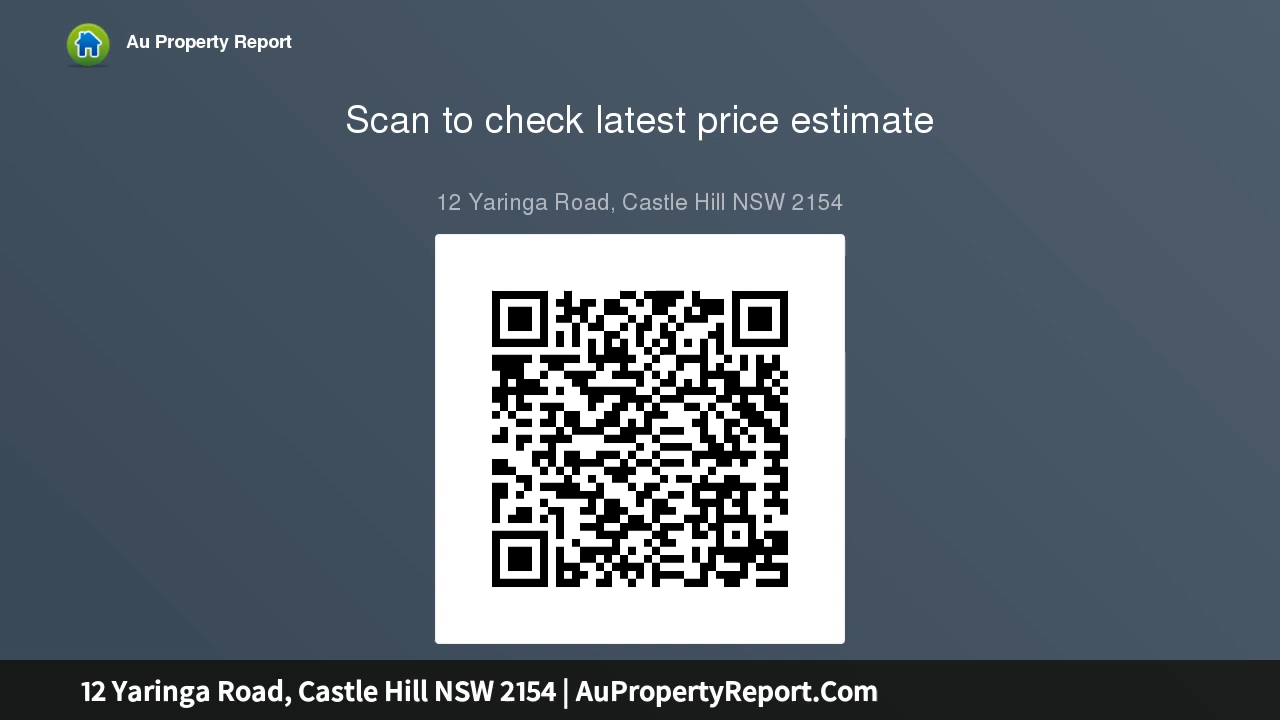 Au Property Report
Scan to check latest price estimate
12 Yaringa Road, Castle Hill NSW 2154
12 Yaringa Road, Castle Hill NSW 2154 | AuPropertyReport.Com